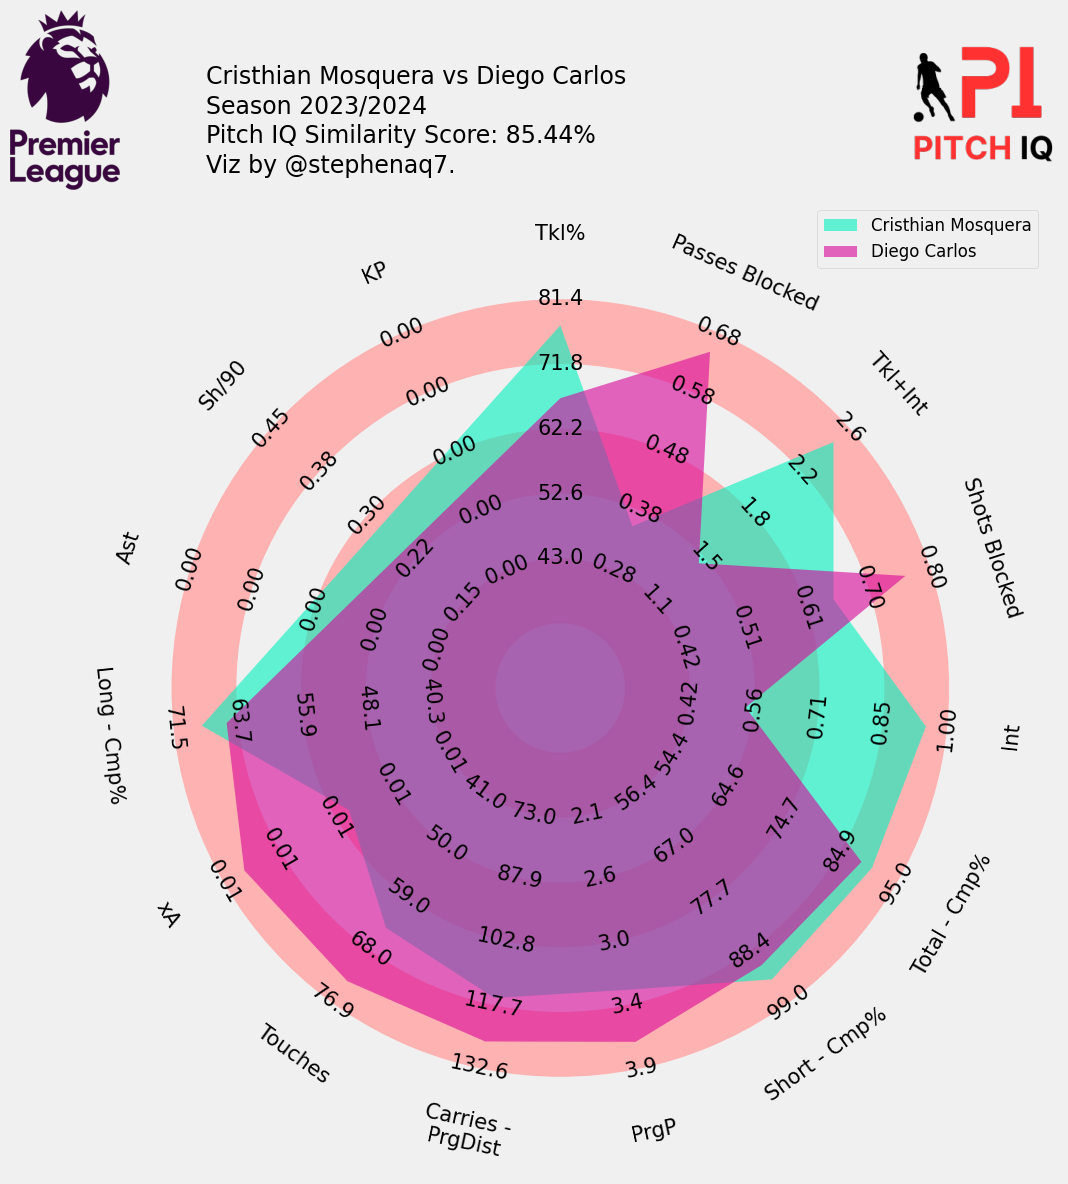 Cristhian Mosquera vs Diego Carlos
Season 2023/2024
Pitch IQ Similarity Score: 85.44%
Viz by @stephenaq7.
Premier
League
PI
PITCH IQ
Cristhian Mosquera
Diego Carlos
Tkl%
81.4
71.8
62.2
52.6
43.0
Passes Blocked
0.68
0.58
0.48
0.38
0.28
Tkl+Int
2.6
2.2
1.8
1.5
1.1
Shots Blocked
0.80
0.70
0.61
0.51
0.42
Int
1.00
0.85
0.71
0.56
0.42
Total - Cmp%
95.0
84.9
74.7
64.6
54.4
Short - Cmp%
99.0
88.4
77.7
67.0
56.4
PrgP
3.9
3.4
3.0
2.6
2.1
Carries -
PrgDist
132.6
117.7
102.8
87.9
73.0
Touches
76.9
68.0
59.0
50.0
41.0
xA
0.01
0.01
0.01
0.01
0.01
Long - Cmp%
71.5
63.7
55.9
48.1
40.3
Ast
0.00
0.00
0.00
0.00
0.00
Sh/90
0.45
0.38
0.30
0.22
0.15
KP
0.00
0.00
0.00
0.00
0.00